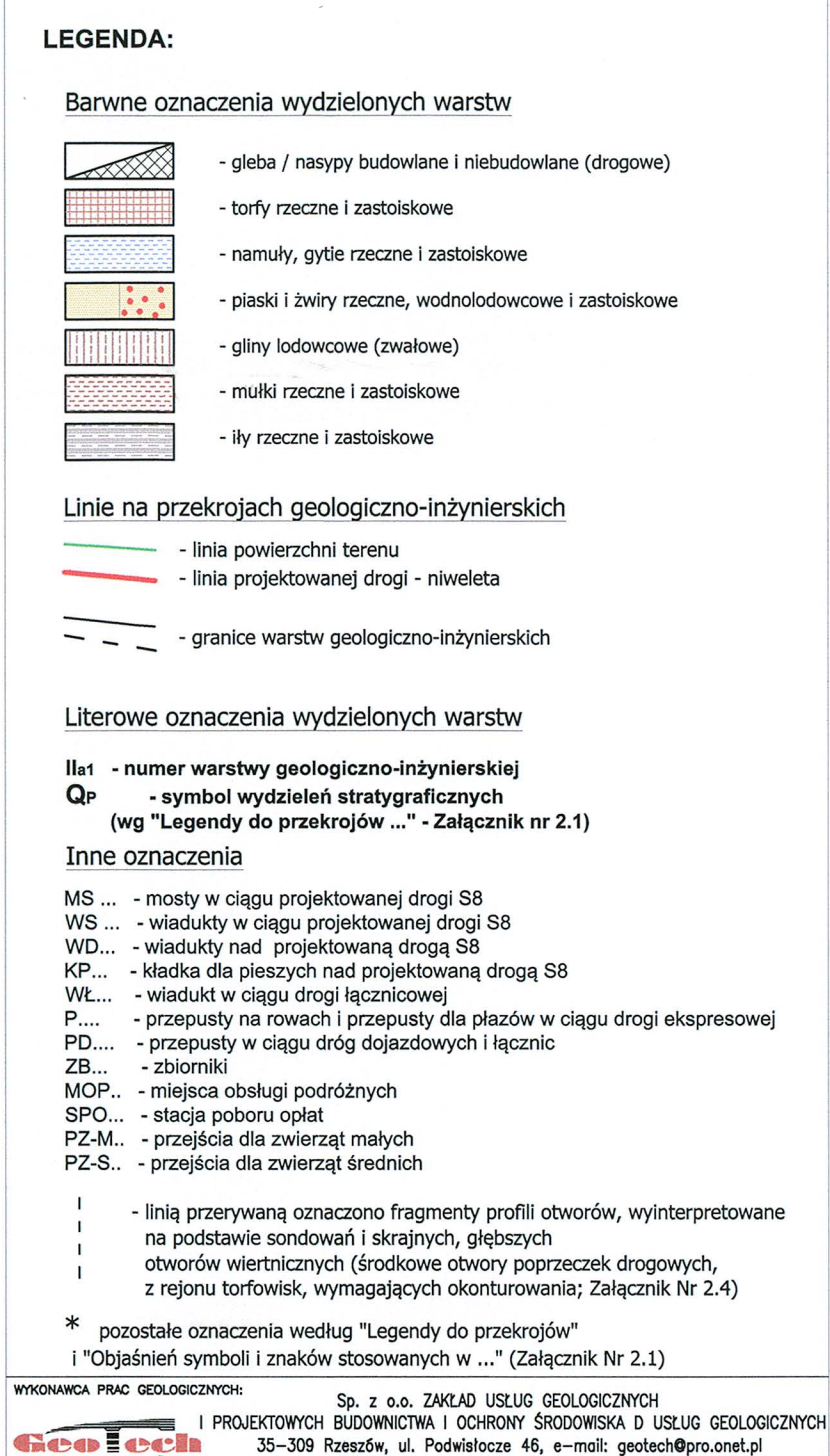 LEGENDA:
Barwne oznaczenia wydzielonych warstw
- gleba / nasypy budowlane i niebudowlane (drogowe)
- torfy rzeczne i zastoiskowe
- namuły, gytie rzeczne i zastoiskowe
- piaski i żwiry rzeczne, wodnolodowcowe i zastoiskowe
- gliny lodowcowe (zwałowe)
- mułki rzeczne i zastoiskowe
- iły rzeczne i zastoiskowe
Linie na przekrojach geologiczno-inżynierskich
- linia powierzchni terenu
- linia projektowanej drogi - niweleta
- granice warstw geologiczno-inżynierskich
Literowe oznaczenia wydzielonych warstw
IIa1 - numer warstwy geologiczno-inżynierskiej
QP - symbol wydzieleń stratygraficznych
(wg "Legendy do przekrojów ..." - Załącznik nr 2.1)
Inne oznaczenia
MS ... - mosty w ciągu projektowanej drogi S8
WS ... - wiadukty w ciągu projektowanej drogi S8
WD... - wiadukty nad projektowaną drogą S8
KP... - kładka dla pieszych nad projektowaną drogą S8
WŁ... - wiadukt w ciągu drogi łącznicowej
P.... - przepusty na rowach i przepusty dla płazów w ciągu drogi ekspresowej
PD.... - przepusty w ciągu dróg dojazdowych i łącznic
ZB... - zbiorniki
MOP.. - miejsca obsługi podróżnych
SPO... - stacja poboru opłat
PZ-M.. - przejścia dla zwierząt małych
PZ-S.. - przejścia dla zwierząt średnich
- linią przerywaną oznaczono fragmenty profili otworów, wyinterpretowane
na podstawie sondowań i skrajnych, głębszych
otworów wiertnicznych (środkowe otwory poprzeczek drogowych,
z rejonu torfowisk, wymagających okonturowania; Załącznik Nr 2.4)
* pozostałe oznaczenia według "Legendy do przekrojów"
i "Objaśnień symboli i znaków stosowanych w ..." (Załącznik Nr 2.1)
WYKONAWCA PRAC GEOLOGICZNYCH:
Sp. z o.o. ZAKŁAD USŁUG GEOLOGICZNYCH
I PROJEKTOWYCH BUDOWNICTWA I OCHRONY ŚRODOWISKA D USŁUG GEOLOGICZNYCH
GeoTech 35-309 Rzeszów, ul. Podwisłocze 46, e-mail: geotech@pro.onet.pl